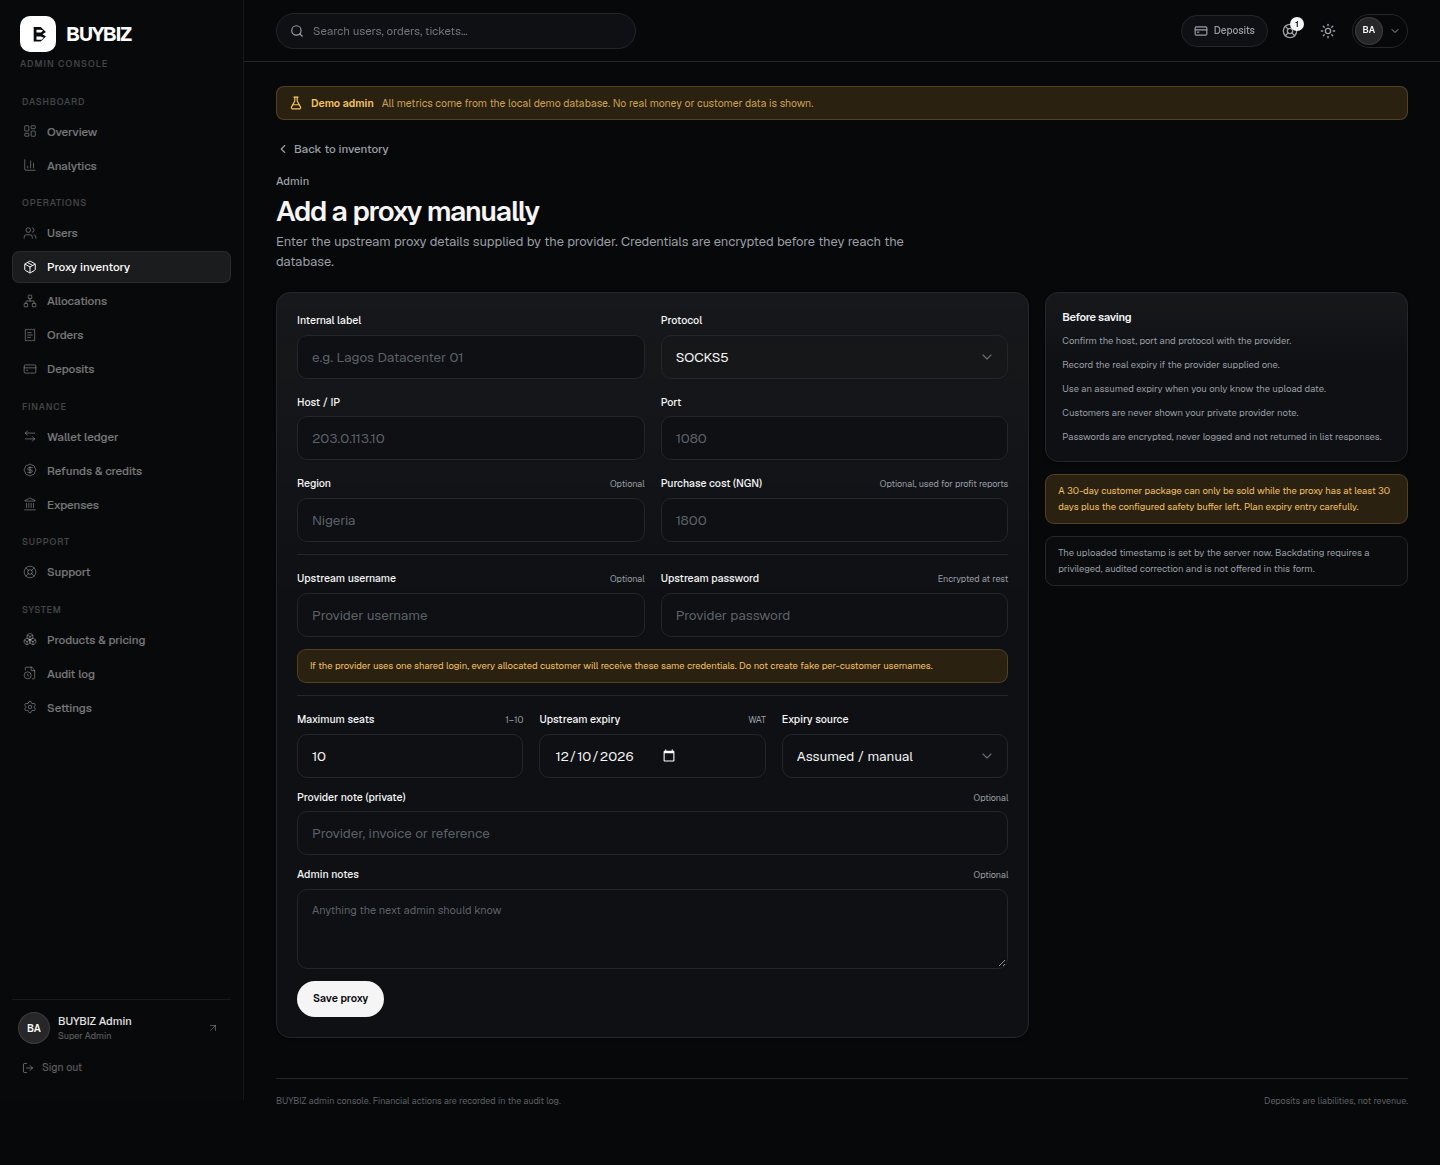 BUYBIZ
ADMIN CONSOLE
DASHBOARD
Overview
Analytics
OPERATIONS
Users
Proxy inventory
Allocations
Orders
Deposits
FINANCE
Wallet ledger
Refunds & credits
Expenses
SUPPORT
Support
SYSTEM
Products & pricing
Audit log
Settings
BA
BUYBIZ Admin
Super Admin
Sign out
Search users, orders, tickets...
Deposits
1
BA
Demo admin All metrics come from the local demo database. No real money or customer data is shown.
Back to inventory
Admin
Add a proxy manually
Enter the upstream proxy details supplied by the provider. Credentials are encrypted before they reach the
database.
Internal label
e.g. Lagos Datacenter 01
Protocol
SOCKS5
Host / IP
203.0.113.10
Port
1080
Region Optional
Nigeria
Purchase cost (NGN) Optional, used for profit reports
1800
Upstream username Optional
Provider username
Upstream password Encrypted at rest
Provider password
If the provider uses one shared login, every allocated customer will receive these same credentials. Do not create fake per-customer usernames.
Maximum seats 1–10
10
Upstream expiry WAT
12/10/2026
Expiry source
Assumed / manual
Provider note (private) Optional
Provider, invoice or reference
Admin notes Optional
Anything the next admin should know
Save proxy
Before saving
Confirm the host, port and protocol with the provider.
Record the real expiry if the provider supplied one.
Use an assumed expiry when you only know the upload date.
Customers are never shown your private provider note.
Passwords are encrypted, never logged and not returned in list responses.
A 30-day customer package can only be sold while the proxy has at least 30
days plus the configured safety buffer left. Plan expiry entry carefully.
The uploaded timestamp is set by the server now. Backdating requires a
privileged, audited correction and is not offered in this form.
BUYBIZ admin console. Financial actions are recorded in the audit log.
Deposits are liabilities, not revenue.